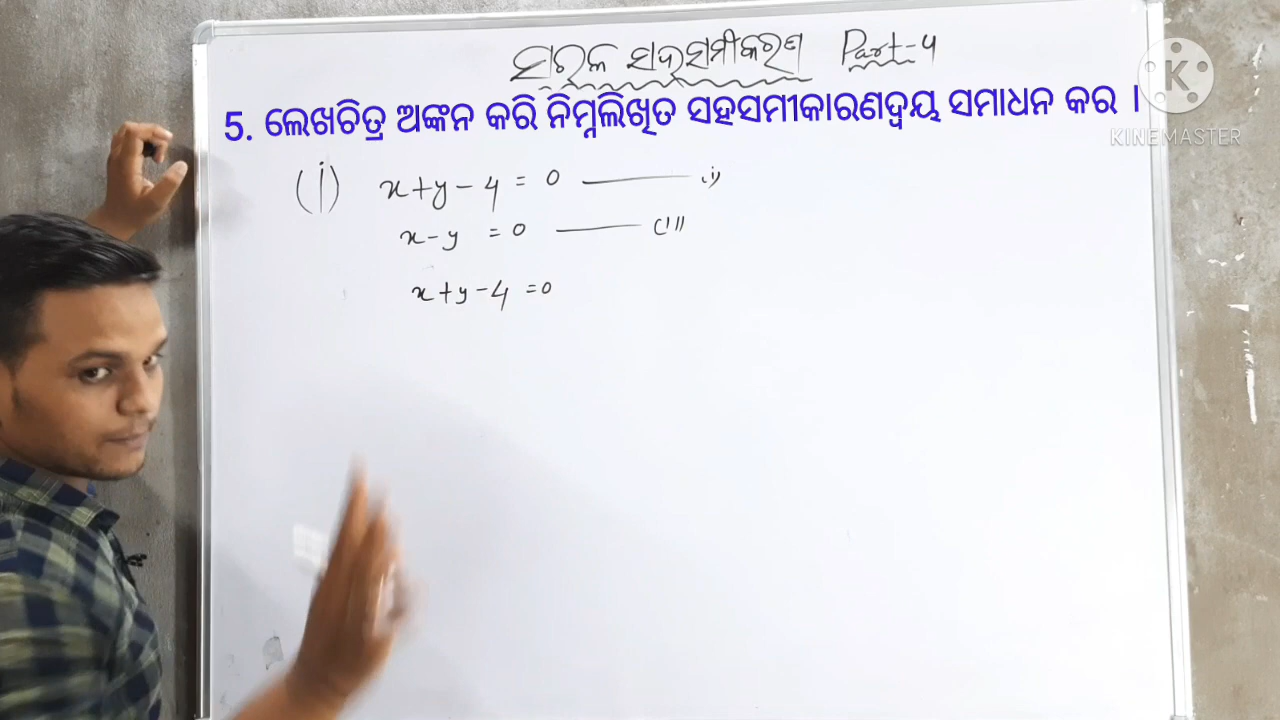 ସରଳ ସହସମୀକରଣ Part-4
5. ଲେଖଚିତ୍ର ଅଙ୍କନ କରି ନିମ୍ନଲିଖିତ ସହସମୀକାରଣଦ୍ୱୟ ସମାଧନ କର ।
K
KINEMASTER
(i) x+y-4=0 ——— (i)
x-y=0 ——— (ii)
x+y-4=0